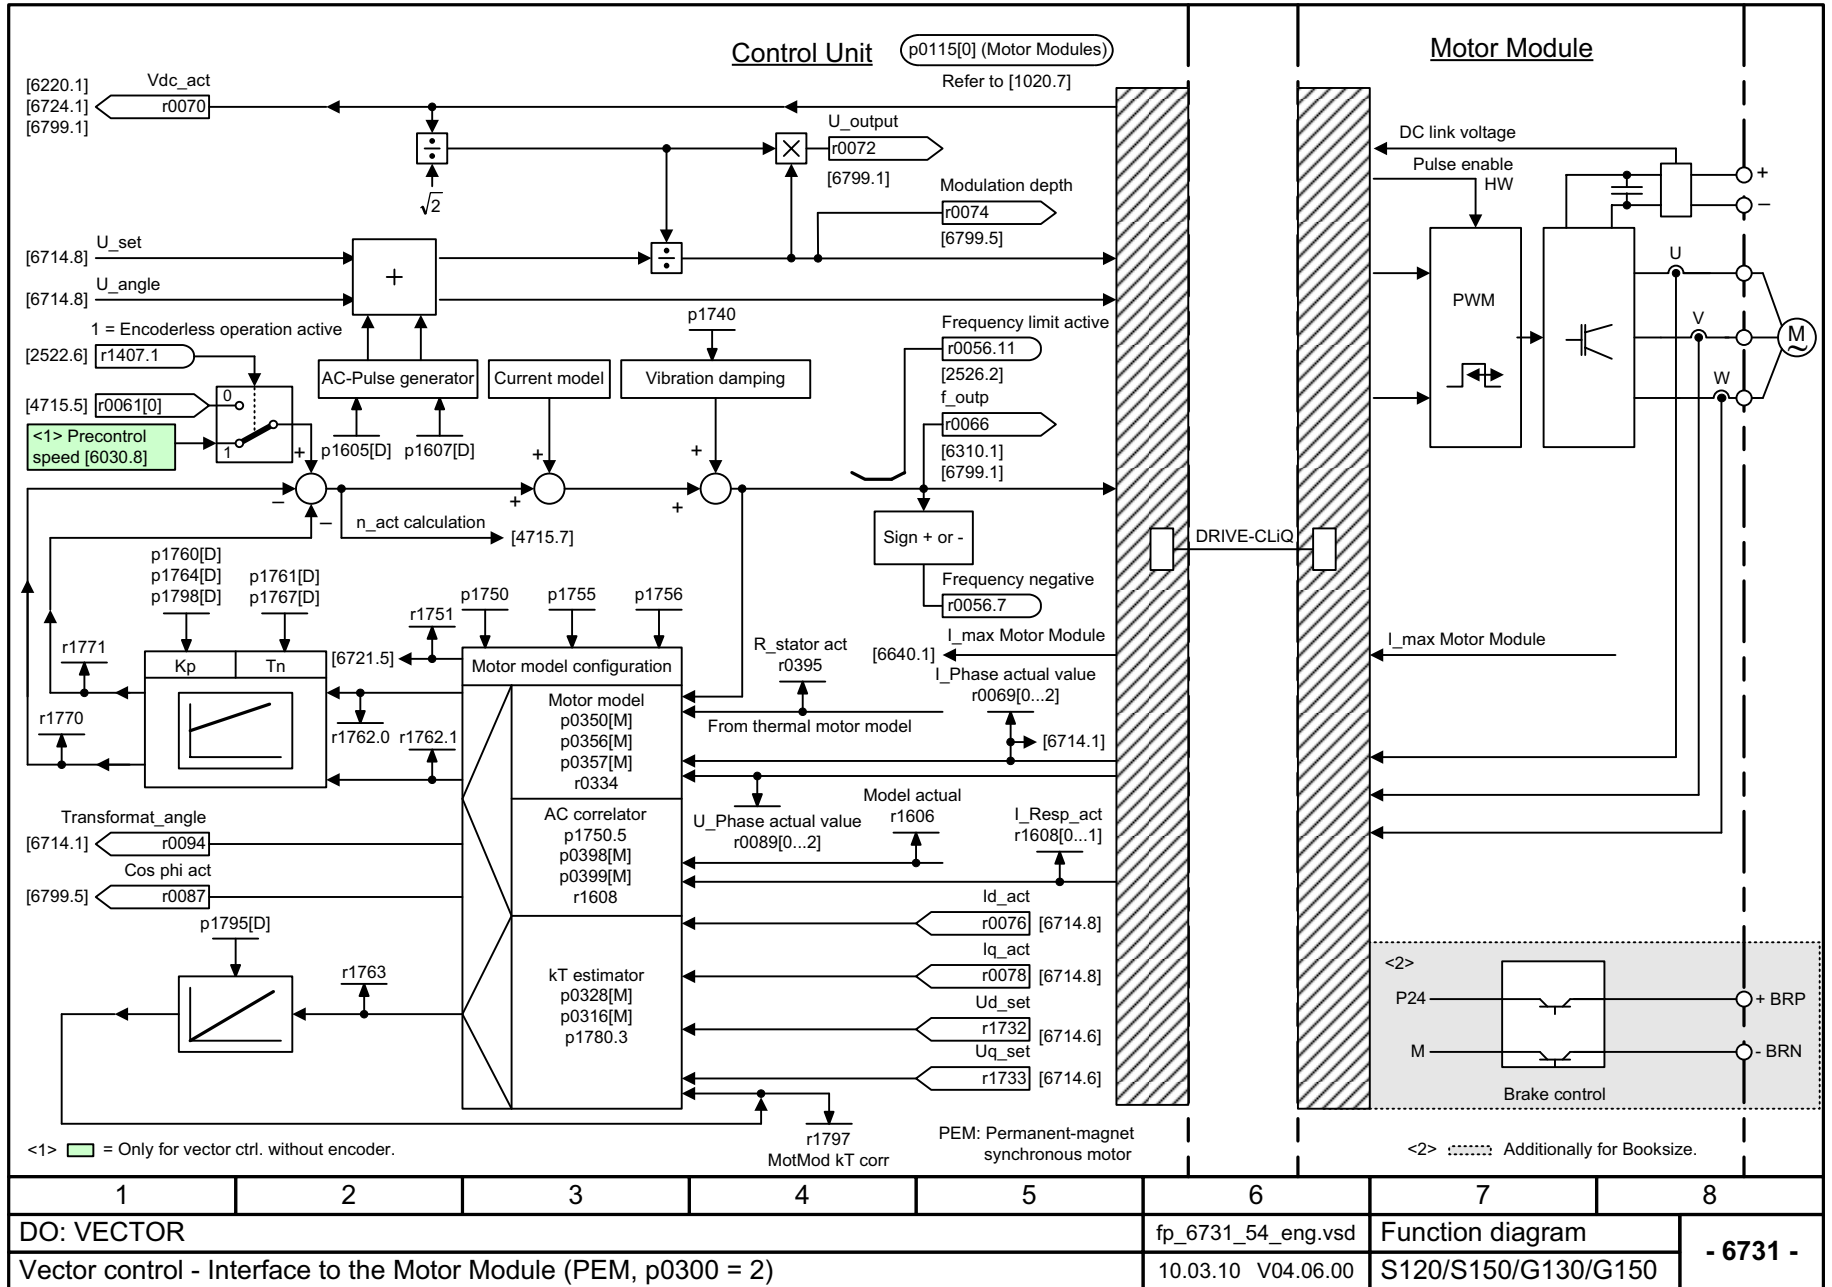 Control Unit
p0115[0] (Motor Modules)
Refer to [1020.7]
Motor Module
[6220.1]
[6724.1]
[6799.1]
Vdc_act
r0070
÷
√2
×
U_output
r0072
[6799.1]
Modulation depth
r0074
[6799.5]
DC link voltage
Pulse enable
HW
+
–
[6714.8]
U_set
[6714.8]
U_angle
+
÷
1 = Encoderless operation active
[2522.6]
r1407.1
[4715.5]
r0061[0]
0
1
<1> Precontrol
speed [6030.8]
AC-Pulse generator
p1605[D]
p1607[D]
Current model
p1740
Vibration damping
Frequency limit active
r0056.11
[2526.2]
f_outp
r0066
[6310.1]
[6799.1]
PWM
U
V
W
M
~
+
–
–
+
+
+
+
n_act calculation
[4715.7]
Sign + or -
Frequency negative
r0056.7
DRIVE-CLiQ
p1760[D]
p1764[D]
p1798[D]
p1761[D]
p1767[D]
r1771
r1770
Kp
Tn
r1751
[6721.5]
r1762.0
r1762.1
p1750
p1755
p1756
Motor model configuration
Motor model
p0350[M]
p0356[M]
p0357[M]
r0334
AC correlator
p1750.5
p0398[M]
p0399[M]
r1608
kT estimator
p0328[M]
p0316[M]
p1780.3
R_stator act
r0395
From thermal motor model
I_max Motor Module
[6640.1]
I_Phase actual value
r0069[0...2]
[6714.1]
I_max Motor Module
U_Phase actual value
r0089[0...2]
Model actual
r1606
I_Resp_act
r1608[0...1]
Transformat_angle
[6714.1]
r0094
Cos phi act
[6799.5]
r0087
p1795[D]
r1763
Id_act
r0076
[6714.8]
Iq_act
r0078
[6714.8]
Ud_set
r1732
[6714.6]
Uq_set
r1733
[6714.6]
r1797
MotMod kT corr
<2>
P24
M
+ BRP
- BRN
Brake control
<1> = Only for vector ctrl. without encoder.
PEM: Permanent-magnet
synchronous motor
<2> Additionally for Booksize.
1 2 3 4 5 6 7 8
DO: VECTOR
fp_6731_54_eng.vsd
Function diagram
- 6731 -
Vector control - Interface to the Motor Module (PEM, p0300 = 2)
10.03.10 V04.06.00
S120/S150/G130/G150